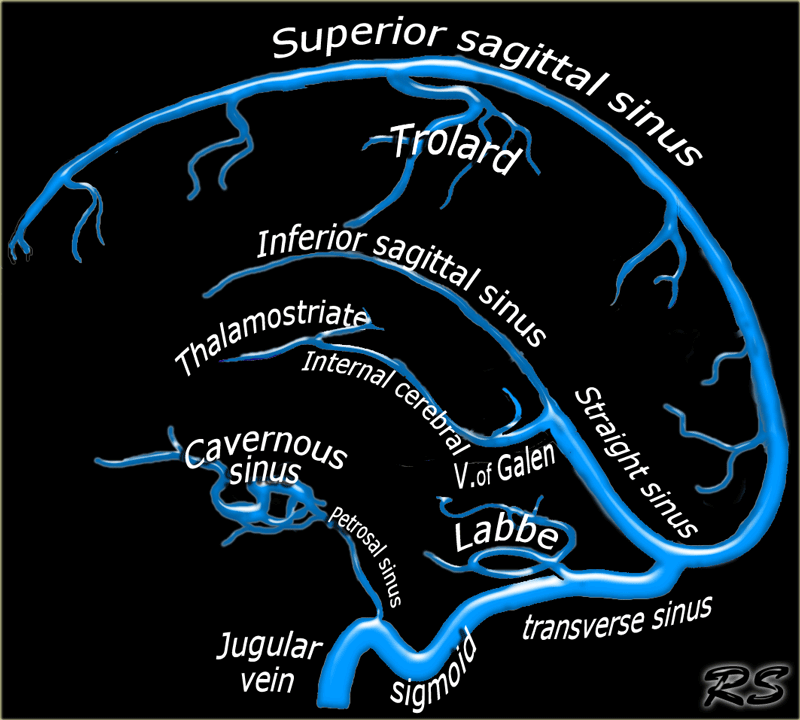 Superior sagittal sinus
Trolard
Inferior sagittal sinus
Thalamostriate
Internal cerebral
Straight sinus
Cavernous
sinus
V.of Galen
Petrosal sinus
Labbe
transverse sinus
Jugular
vein
sigmoid
RS